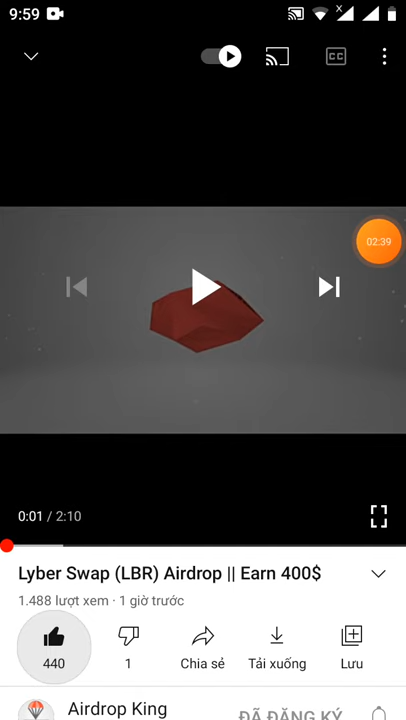 9:59
CC
02:39
0:01 / 2:10
Lyber Swap (LBR) Airdrop || Earn 400$
1.488 lượt xem · 1 giờ trước
440
1
Chia sẻ
Tải xuống
Lưu
Airdrop King
ĐÃ ĐĂNG KÝ